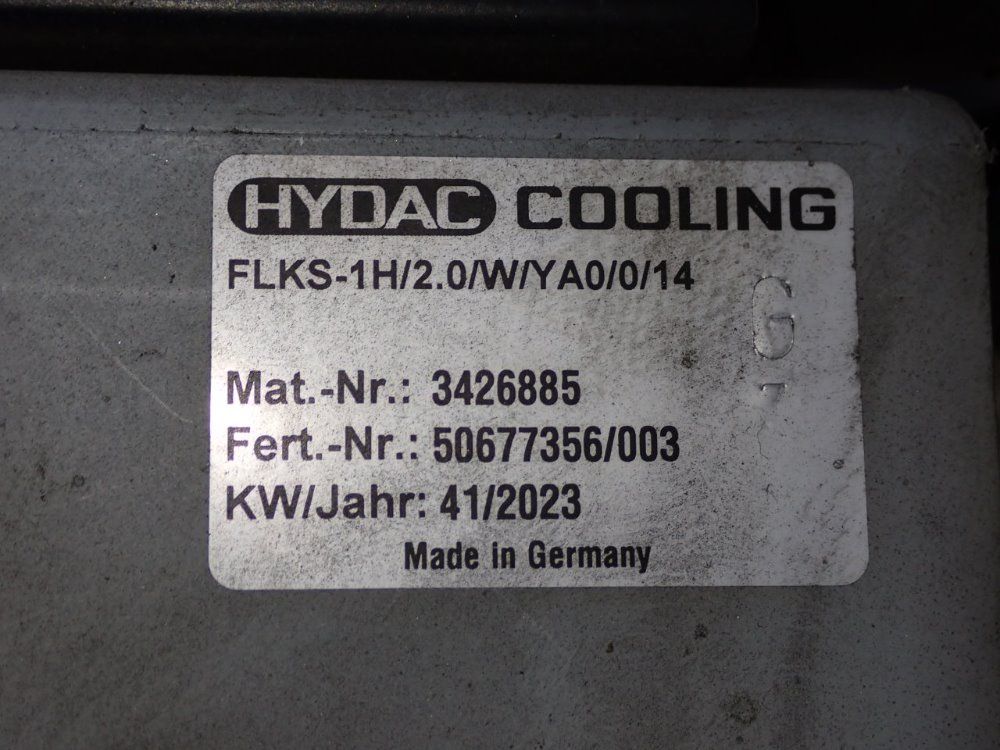 HYDAC COOLING
FLKS-1H/2.0/W/YA0/0/14
G
Mat.-Nr.: 3426885
Fert.-Nr.: 50677356/003
KW/Jahr: 41/2023
Made in Germany